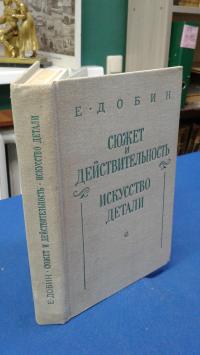 Е·ДОБИН
СЮЖЕТ
И
ДЕЙСТВИТЕЛЬНОСТЬ
ИСКУССТВО
ДЕТАЛИ
Е. ДОБИН · СЮЖЕТ И ДЕЙСТВИТЕЛЬНОСТЬ · ИСКУССТВО ДЕТАЛИ